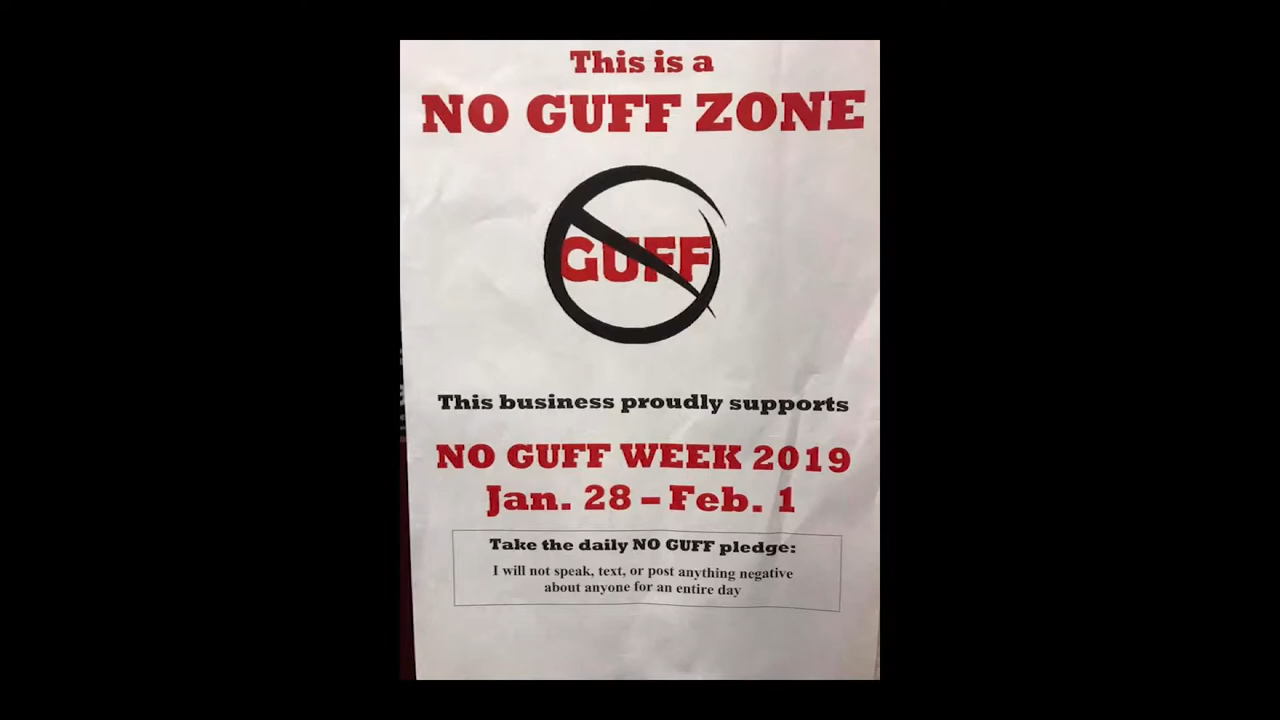 This is a
NO GUFF ZONE
GUFF
This business proudly supports
NO GUFF WEEK 2019
Jan. 28 – Feb. 1
Take the daily NO GUFF pledge:
I will not speak, text, or post anything negative
about anyone for an entire day